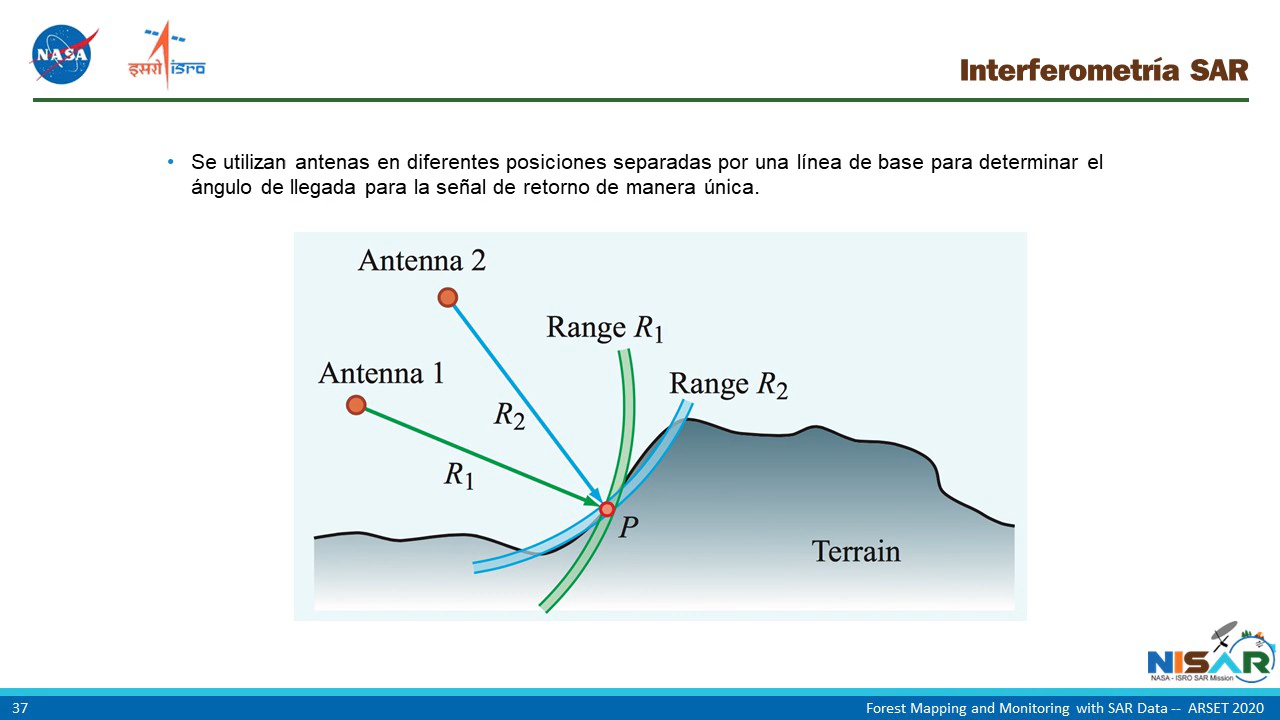 NASA
इसरो isro
Interferometría SAR
• Se utilizan antenas en diferentes posiciones separadas por una línea de base para determinar el
ángulo de llegada para la señal de retorno de manera única.
Antenna 2
Range R1
Antenna 1
Range R2
R2
R1
P
Terrain
NISAR
NASA - ISRO SAR Mission
37
Forest Mapping and Monitoring with SAR Data -- ARSET 2020